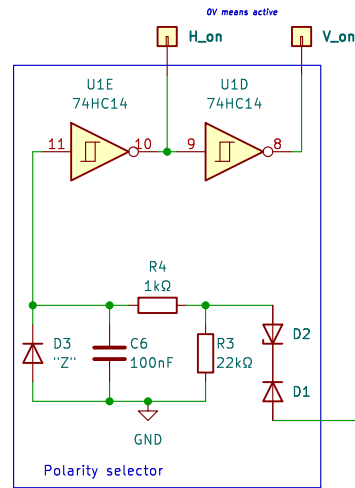 0V means active
H_on
V_on
U1E
74HC14
U1D
74HC14
11
10
9
8
R4
1kΩ
D3
"Z"
C6
100nF
R3
22kΩ
D2
D1
GND
Polarity selector